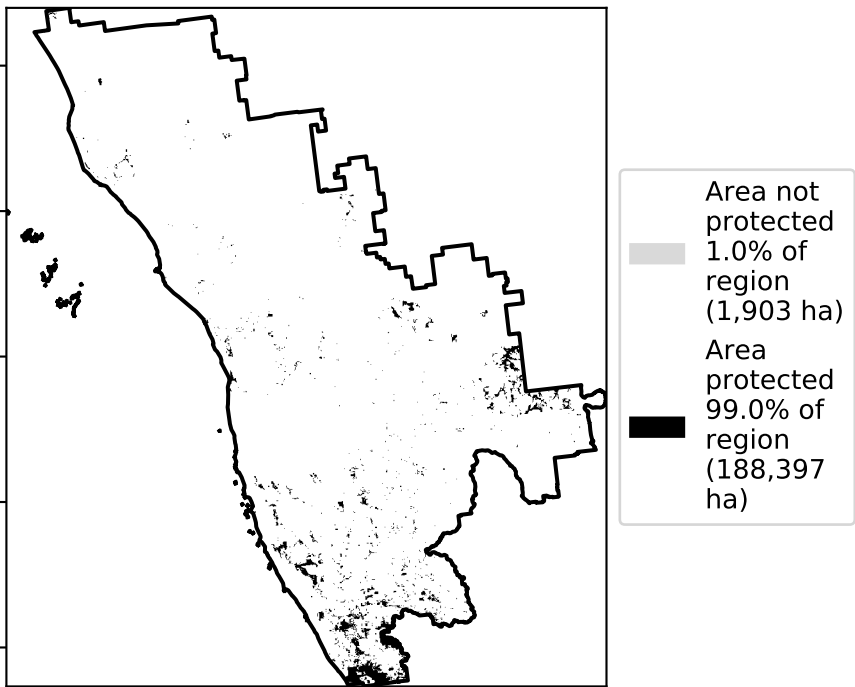 Area not
protected
1.0% of
region
(1,903 ha)
Area
protected
99.0% of
region
(188,397
ha)